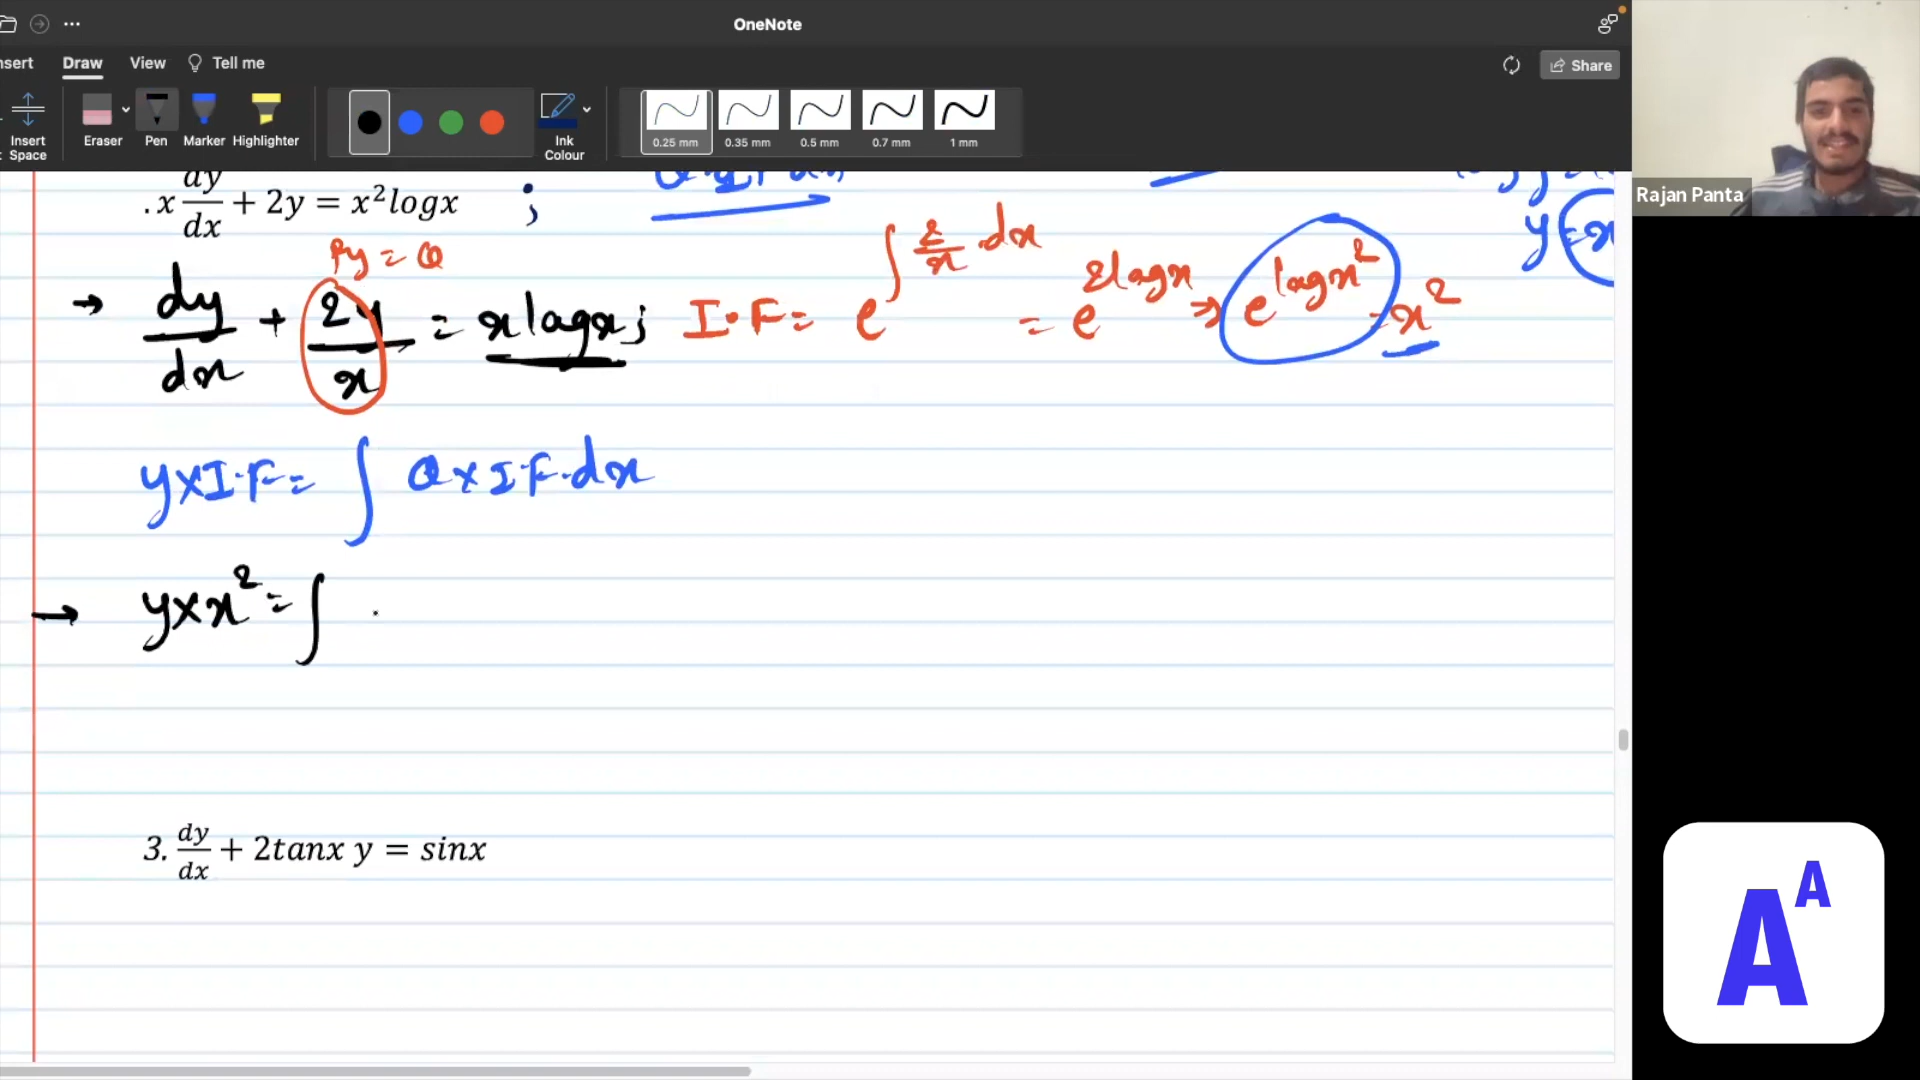 OneNote
nsert Draw View Tell me
Share
Insert Space Eraser Pen Marker Highlighter Ink Colour 0.25 mm 0.35 mm 0.5 mm 0.7 mm 1 mm
Rajan Panta
.x dy/dx + 2y = x²logx ;
Py = Q
→ dy/dx + 2y/x = x logx; I.F = e^∫ 2/x .dx = e^2logx ⇒ e^logx² = x²
y×I.F = ∫ Q×I.F.dx
→ y×x² = ∫
3. dy/dx + 2tanx y = sinx
A A